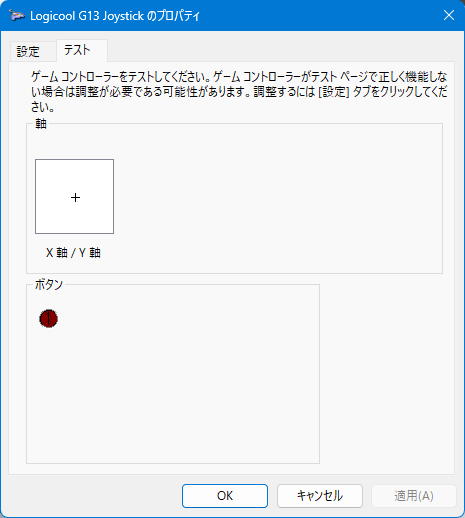 Logicool G13 Joystick のプロパティ
設定
テスト
ゲーム コントローラーをテストしてください。ゲーム コントローラーがテスト ページで正しく機能しな
い場合は調整が必要である可能性があります。調整するには [設定] タブをクリックしてくだ
さい。
軸
X 軸 / Y 軸
ボタン
1
OK
キャンセル
適用(A)